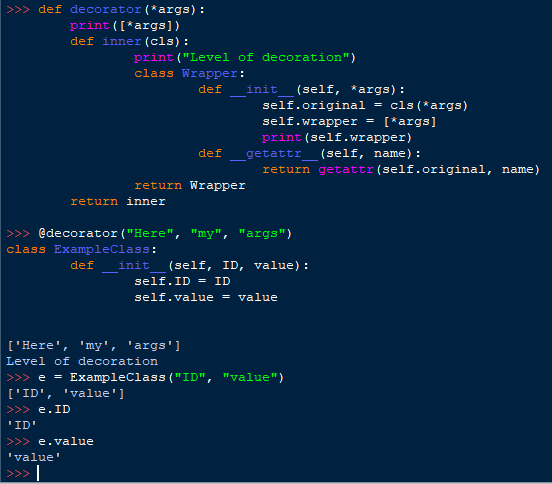 >>> def decorator(*args):
        print([*args])
        def inner(cls):
                print("Level of decoration")
                class Wrapper:
                        def __init__(self, *args):
                                self.original = cls(*args)
                                self.wrapper = [*args]
                                print(self.wrapper)
                        def __getattr__(self, name):
                                return getattr(self.original, name)
                return Wrapper
        return inner

>>> @decorator("Here", "my", "args")
class ExampleClass:
        def __init__(self, ID, value):
                self.ID = ID
                self.value = value


['Here', 'my', 'args']
Level of decoration
>>> e = ExampleClass("ID", "value")
['ID', 'value']
>>> e.ID
'ID'
>>> e.value
'value'
>>>